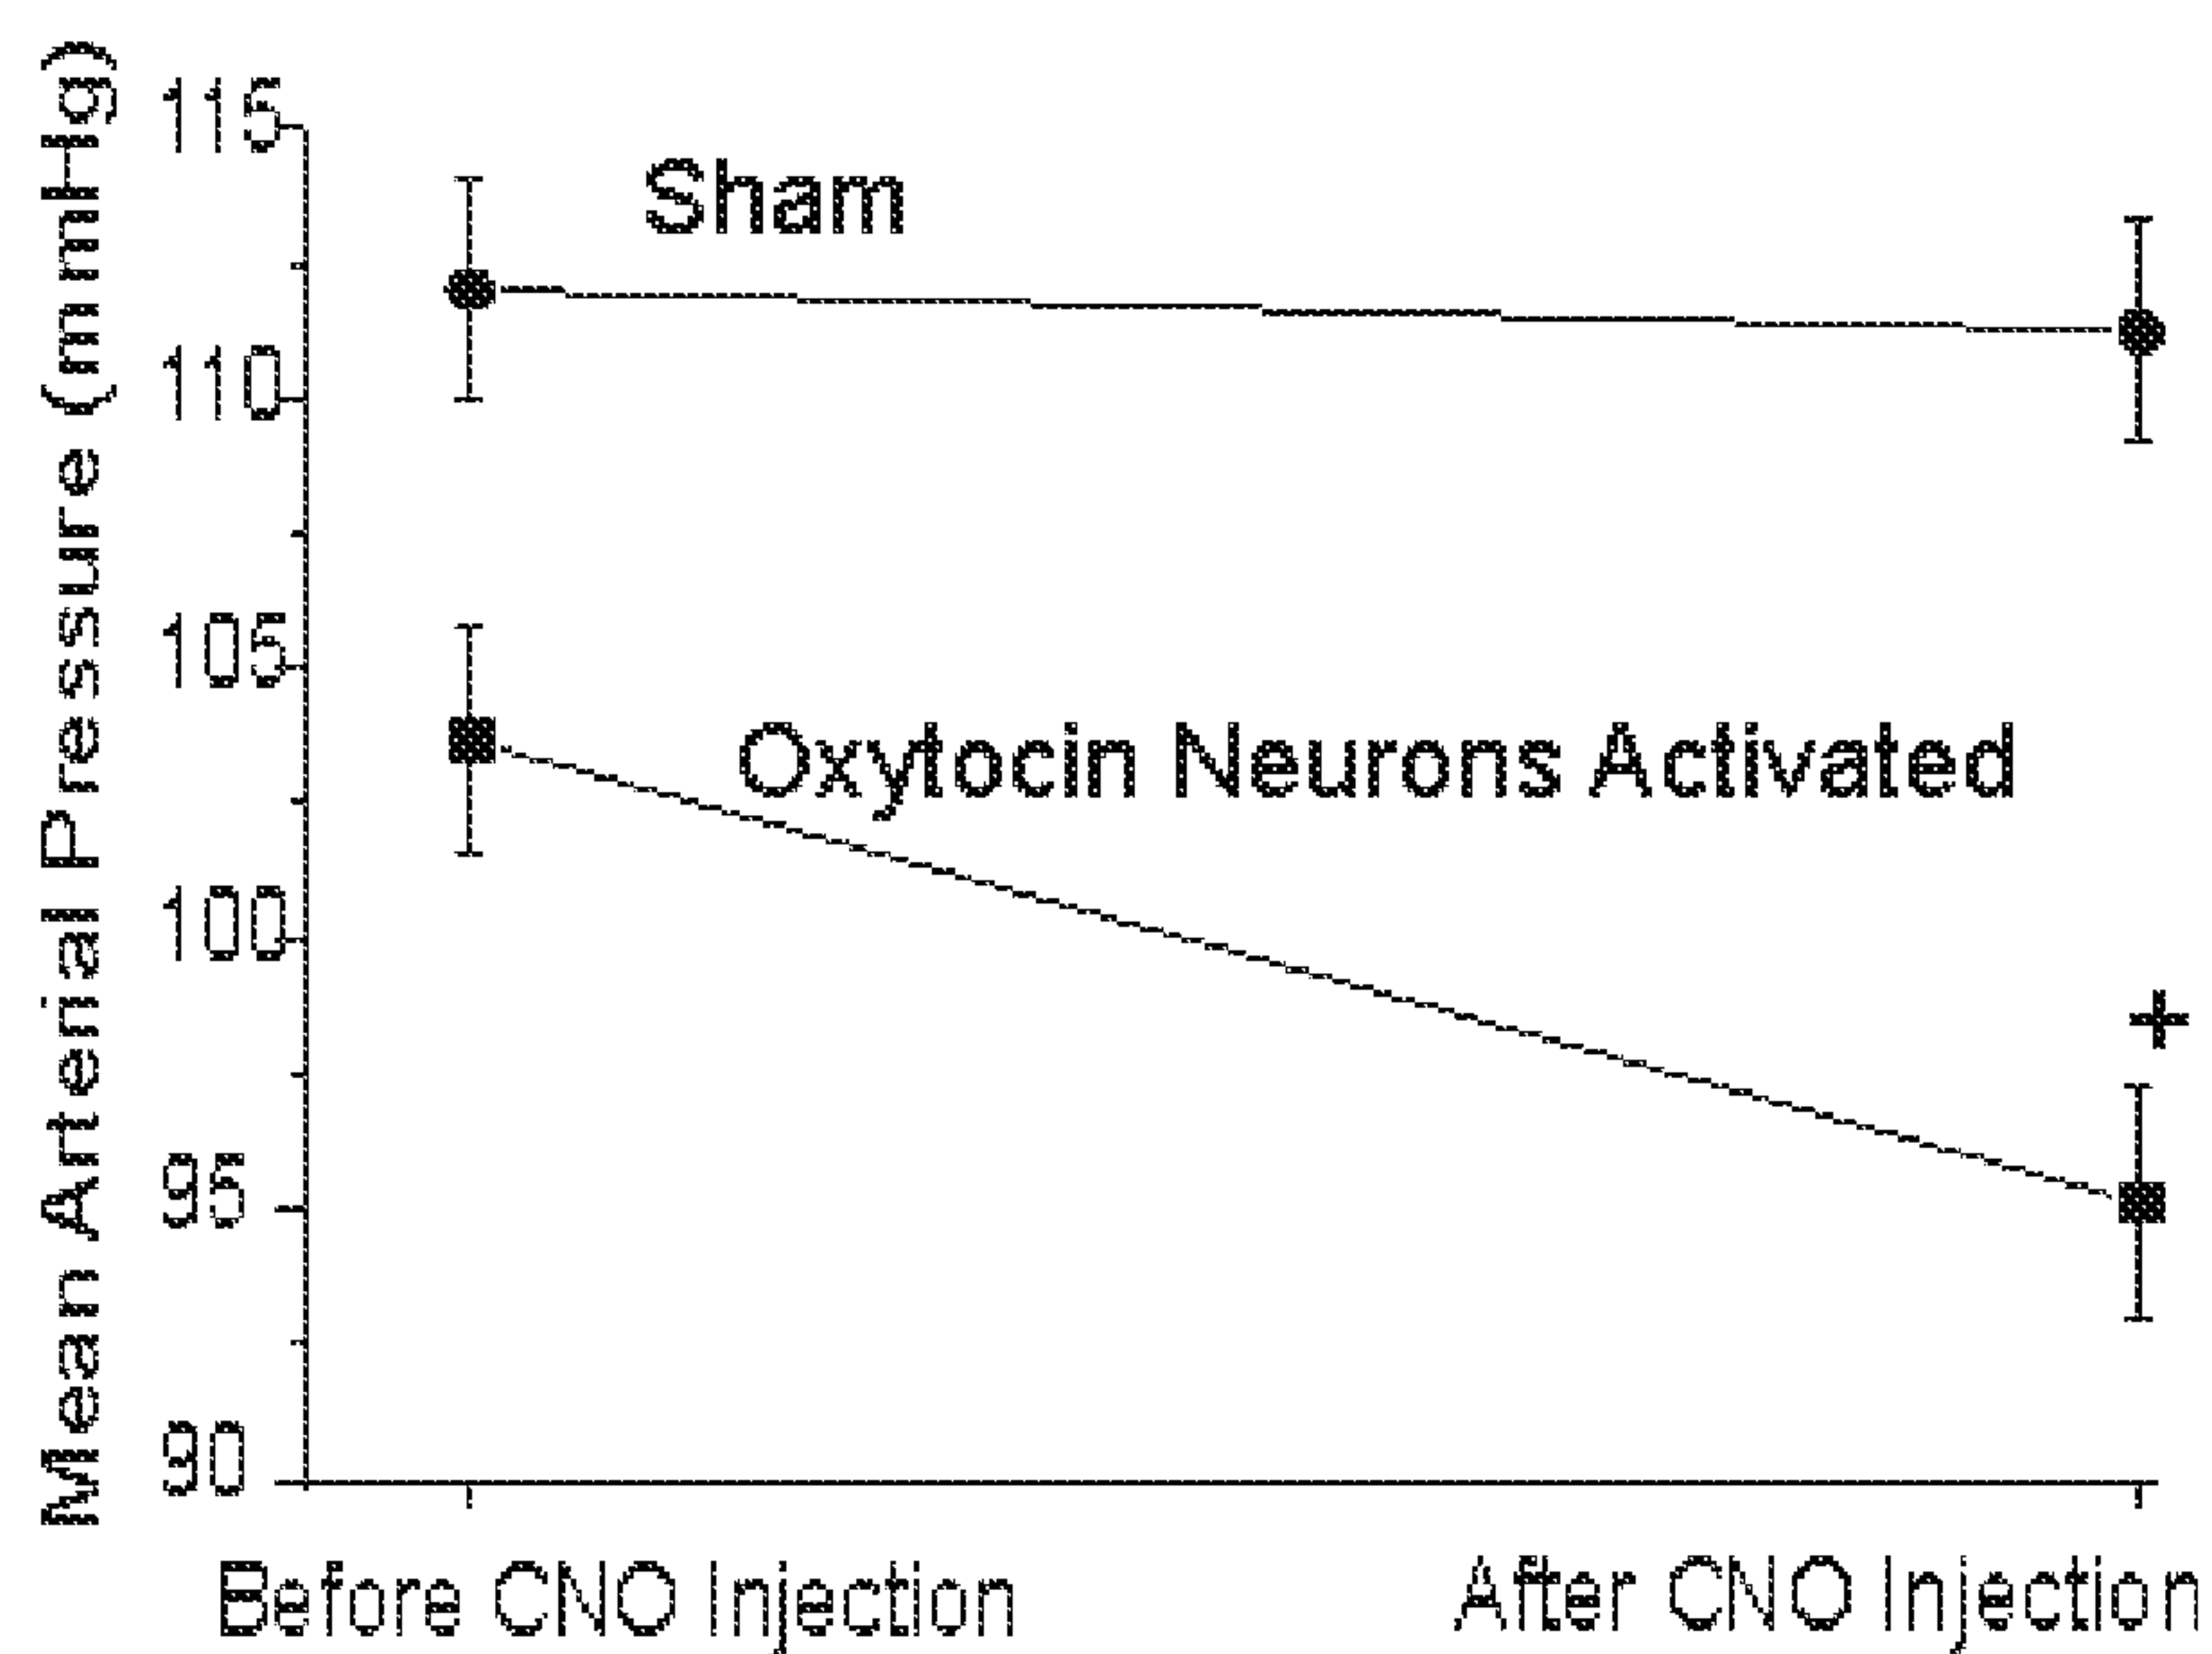 Mean Arterial Pressure (mmHg)
115
Sham
110
105
Oxytocin Neurons Activated
100
+
95
90
Before CNO Injection
After CNO Injection